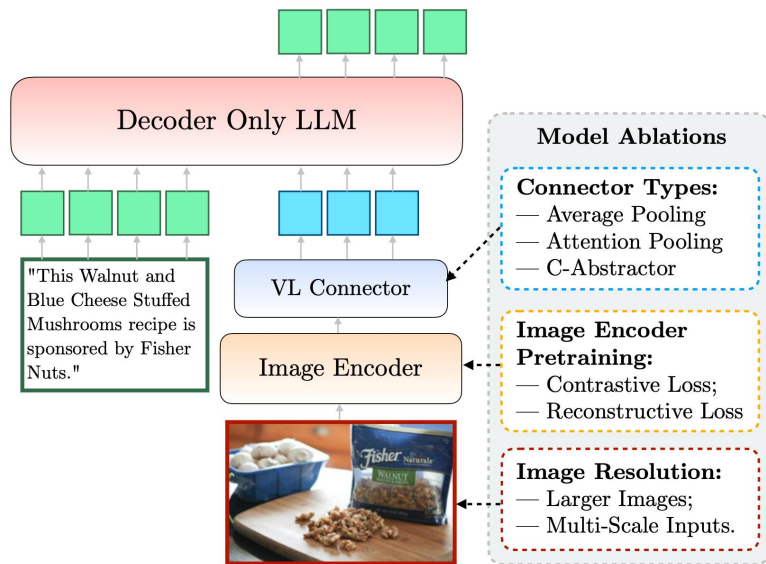 Decoder Only LLM
"This Walnut and
Blue Cheese Stuffed
Mushrooms recipe is
sponsored by Fisher
Nuts."
VL Connector
Image Encoder
Fisher
Naturals
WALNUT
Model Ablations
Connector Types:
— Average Pooling
— Attention Pooling
— C-Abstractor
Image Encoder
Pretraining:
— Contrastive Loss;
— Reconstructive Loss
Image Resolution:
— Larger Images;
— Multi-Scale Inputs.